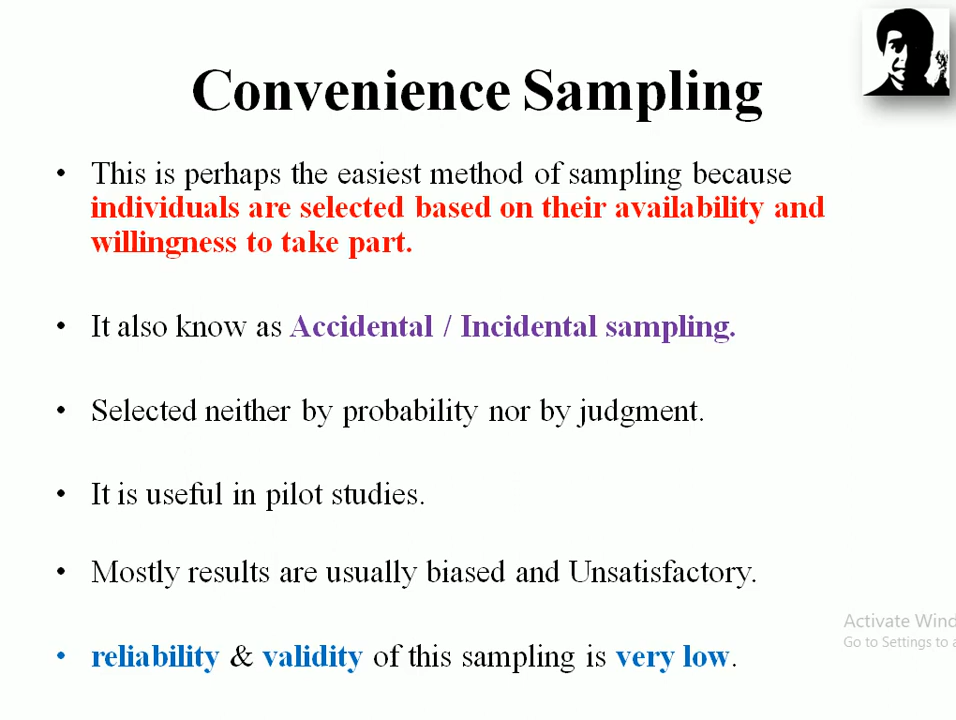 Convenience Sampling
• This is perhaps the easiest method of sampling because
individuals are selected based on their availability and
willingness to take part.
• It also know as Accidental / Incidental sampling.
• Selected neither by probability nor by judgment.
• It is useful in pilot studies.
• Mostly results are usually biased and Unsatisfactory.
Activate Wind
Go to Settings to a
• reliability & validity of this sampling is very low.